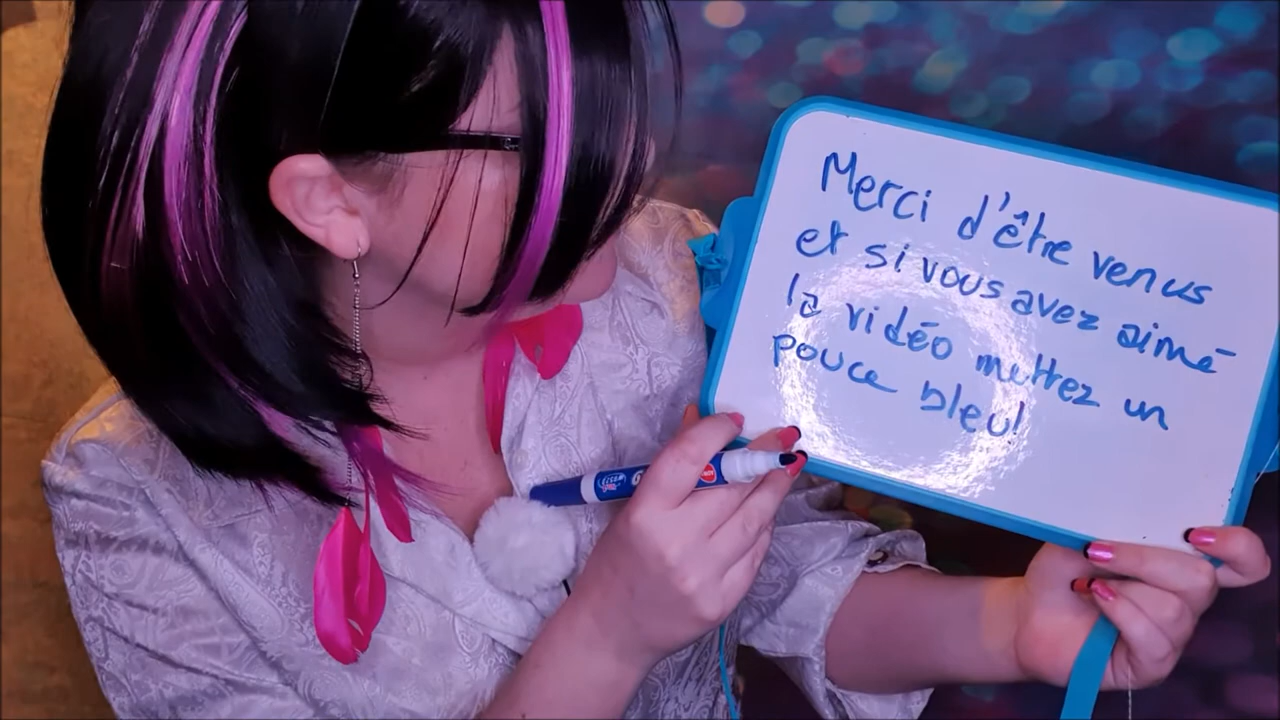 Merci d'être venus
et si vous avez aimé
la vidéo mettez un
pouce bleu!